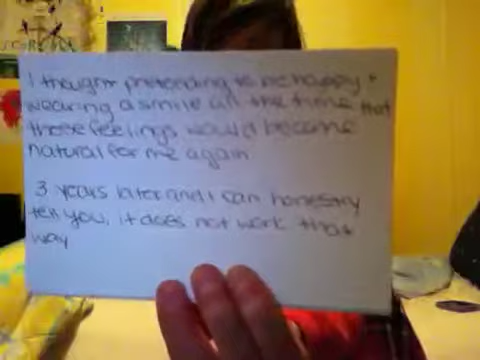 I thought pretending to be happy +
wearing a smile all the time that
those feelings would become
natural for me again
3 years later and I can honestly
tell you, it does not work that
way